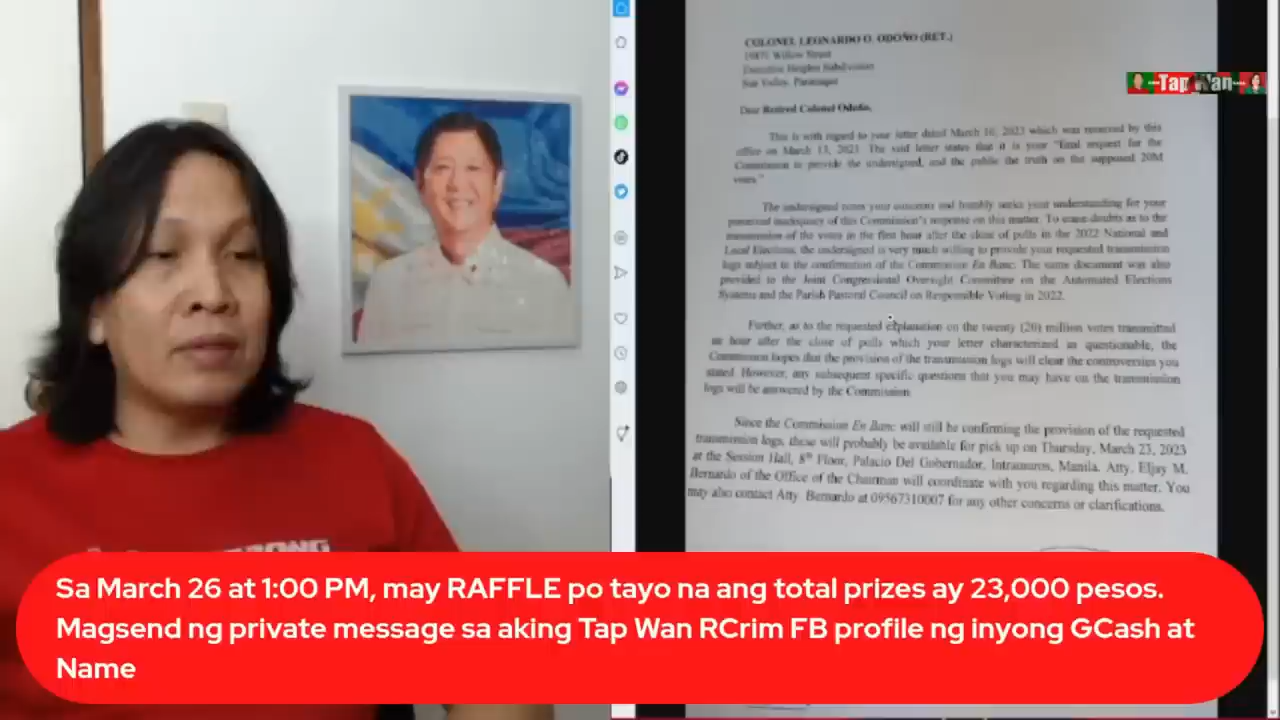 COLONEL LEONARDO O. ODOÑO (RET.)
Willow Street
Executive Heights Subdivision
Sun Valley, Paranaque
Tap Wan
Dear Retired Colonel Odoño,
This is with regard to your letter dated March 16, 2023 which was received by this
office on March 13, 2023. The said letter states that it is your "final request for the
Commission to provide the undersigned, and the public the truth on the supposed 20M
votes."
The undersigned notes your concerns and humbly seeks your understanding for your
perceived inadequacy of this Commission's response on this matter. To erase doubts as to the
transmission of the votes in the first hour after the close of polls in the 2022 National and
Local Elections, the undersigned is very much willing to provide your requested transmission
logs subject to the confirmation of the Commission En Banc. The same document was also
provided to the Joint Congressional Oversight Committee on the Automated Elections
Systems and the Parish Pastoral Council on Responsible Voting in 2022.
Further, as to the requested explanation on the twenty (20) million votes transmitted
an hour after the close of polls which your letter characterized as questionable, the
Commission hopes that the provision of the transmission logs will clear the controversies you
stated. However, any subsequent specific questions that you may have on the transmission
logs will be answered by the Commission.
Since the Commission En Banc will still be confirming the provision of the requested
transmission logs, these will probably be available for pick up on Thursday, March 23, 2023
at the Session Hall, 8th Floor, Palacio Del Gobernador, Intramuros, Manila. Atty. Eljay M.
Bernardo of the Office of the Chairman will coordinate with you regarding this matter. You
may also contact Atty. Bernardo at 09567310007 for any other concerns or clarifications.
Sa March 26 at 1:00 PM, may RAFFLE po tayo na ang total prizes ay 23,000 pesos.
Magsend ng private message sa aking Tap Wan RCrim FB profile ng inyong GCash at
Name